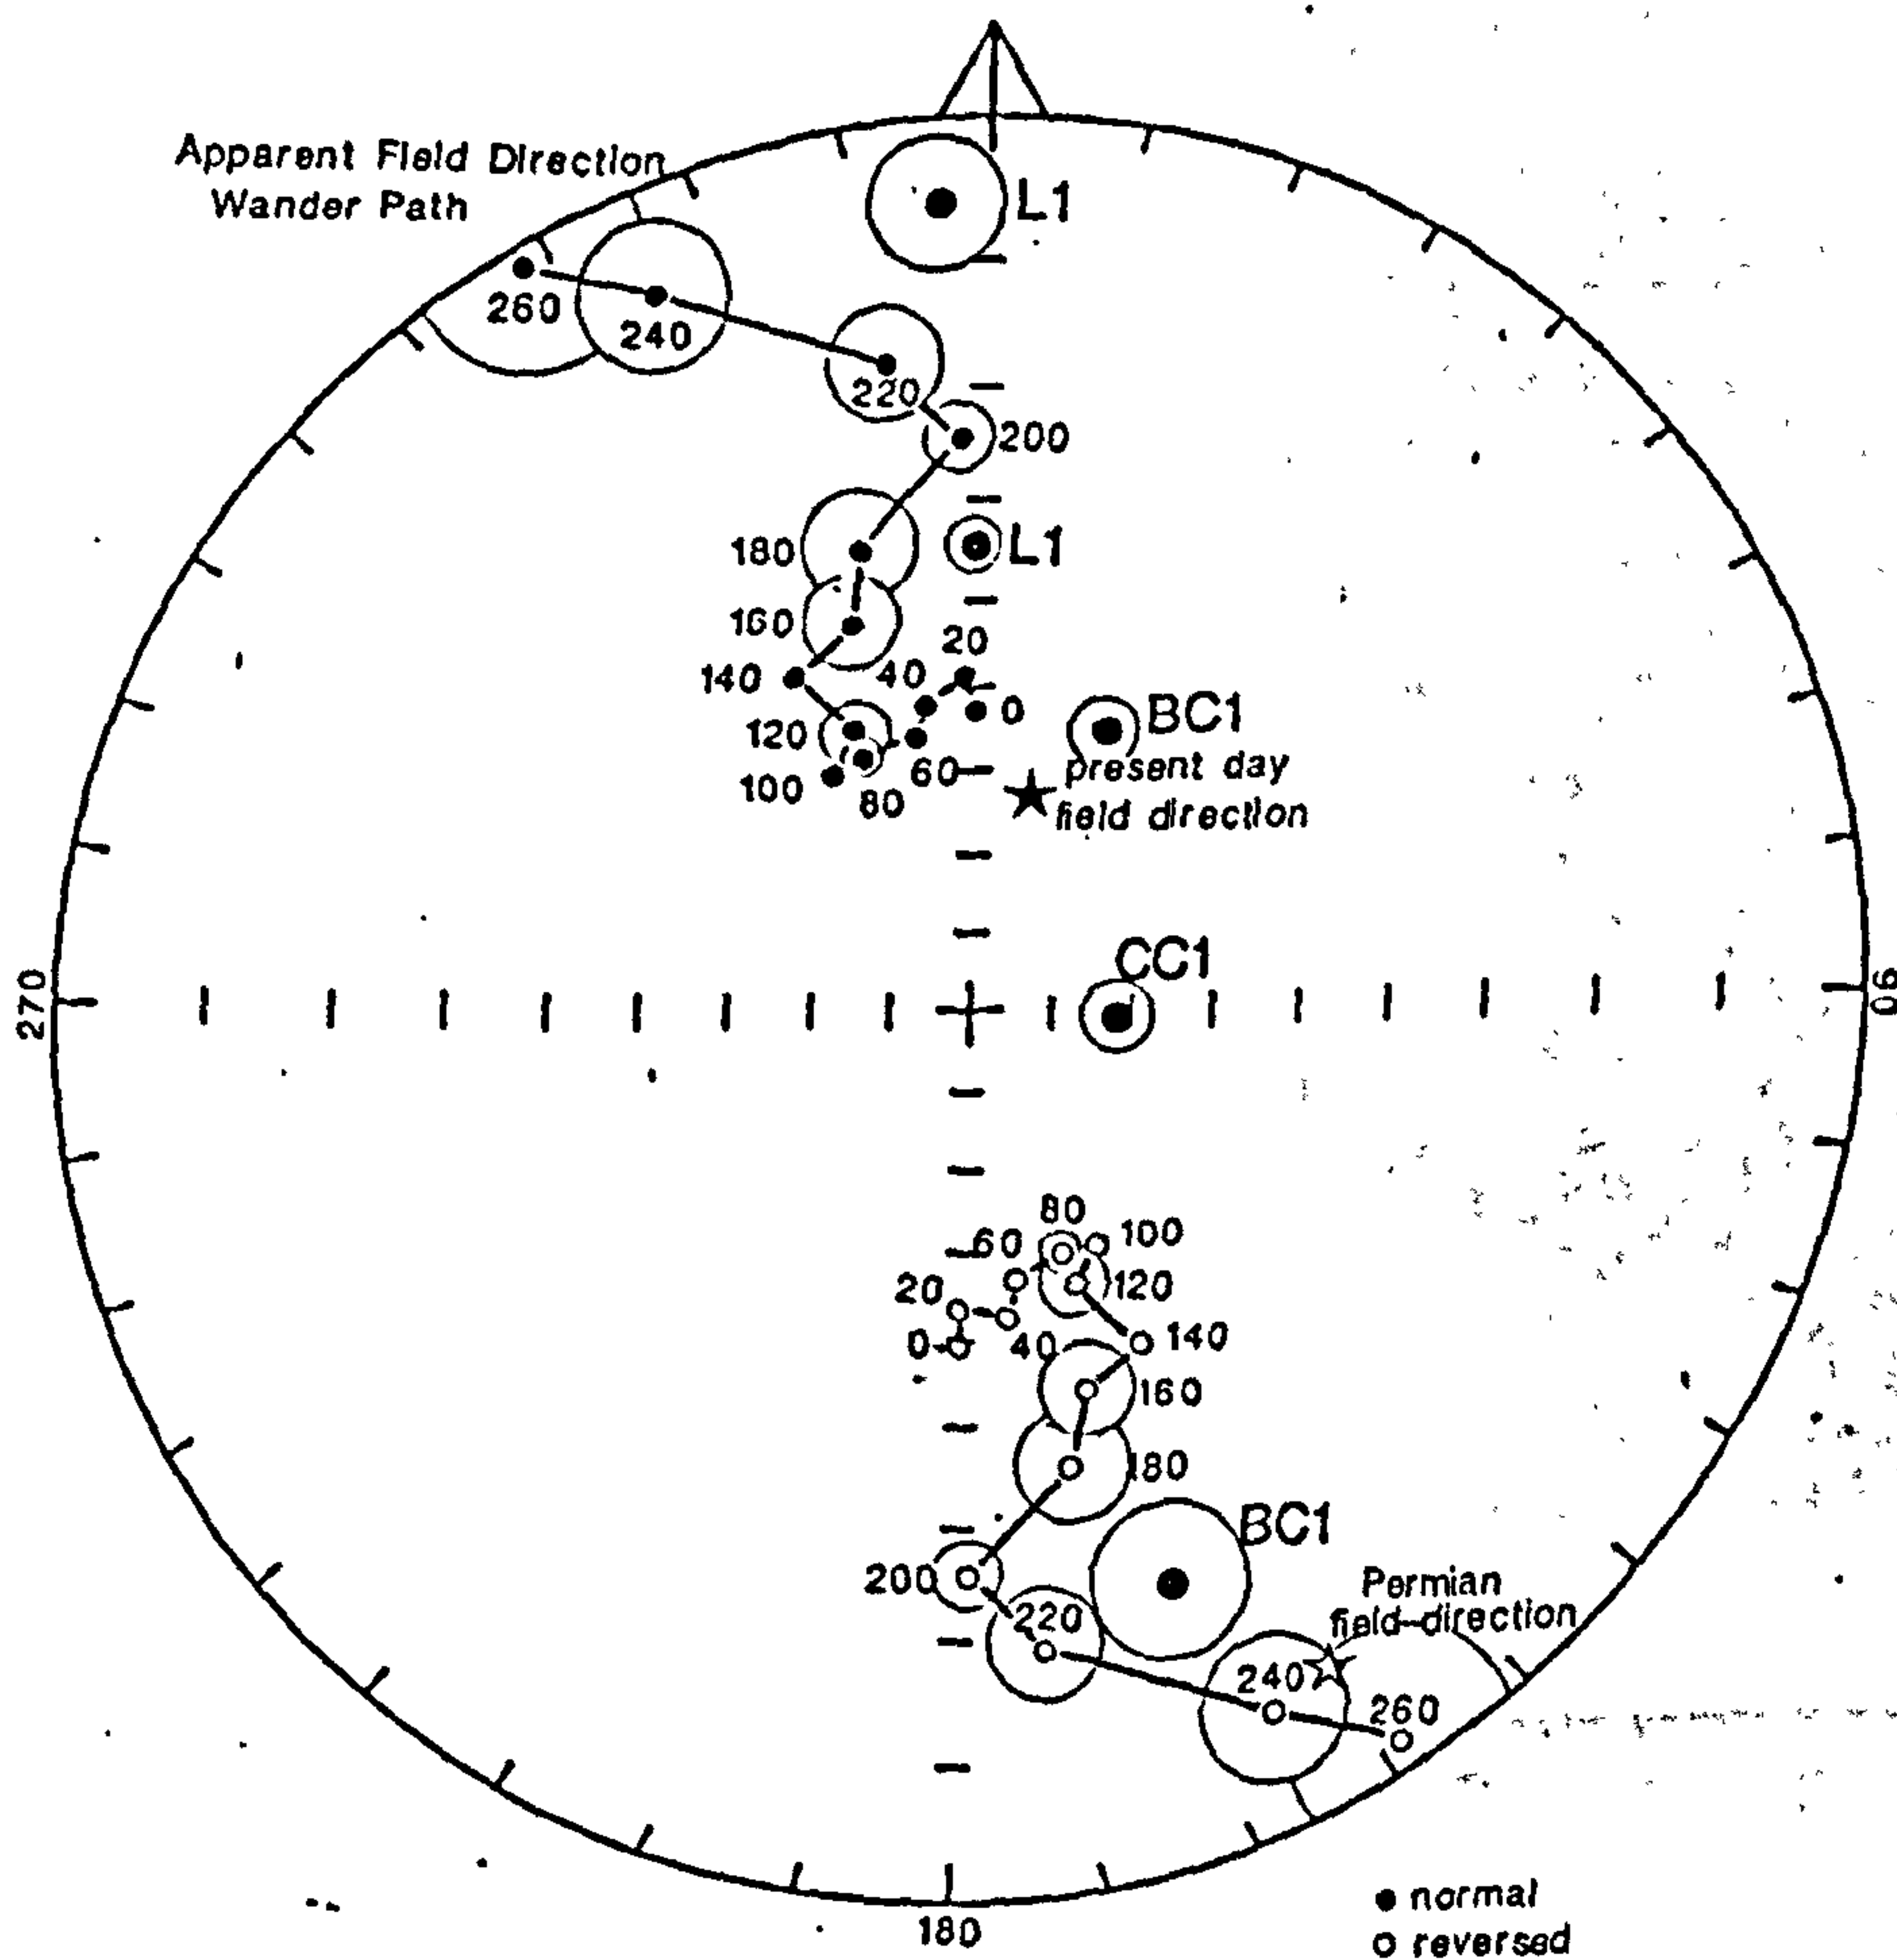 Apparent Field Direction
Wander Path
L1
260
240
220
200
180
L1
160
20
140
40
0
BC1
120
60
present day
100
80
field direction
CC1
270
90
80
100
60
20
120
0
40
140
160
180
BC1
200
220
Permian
field-direction
240
260
180
normal
reversed